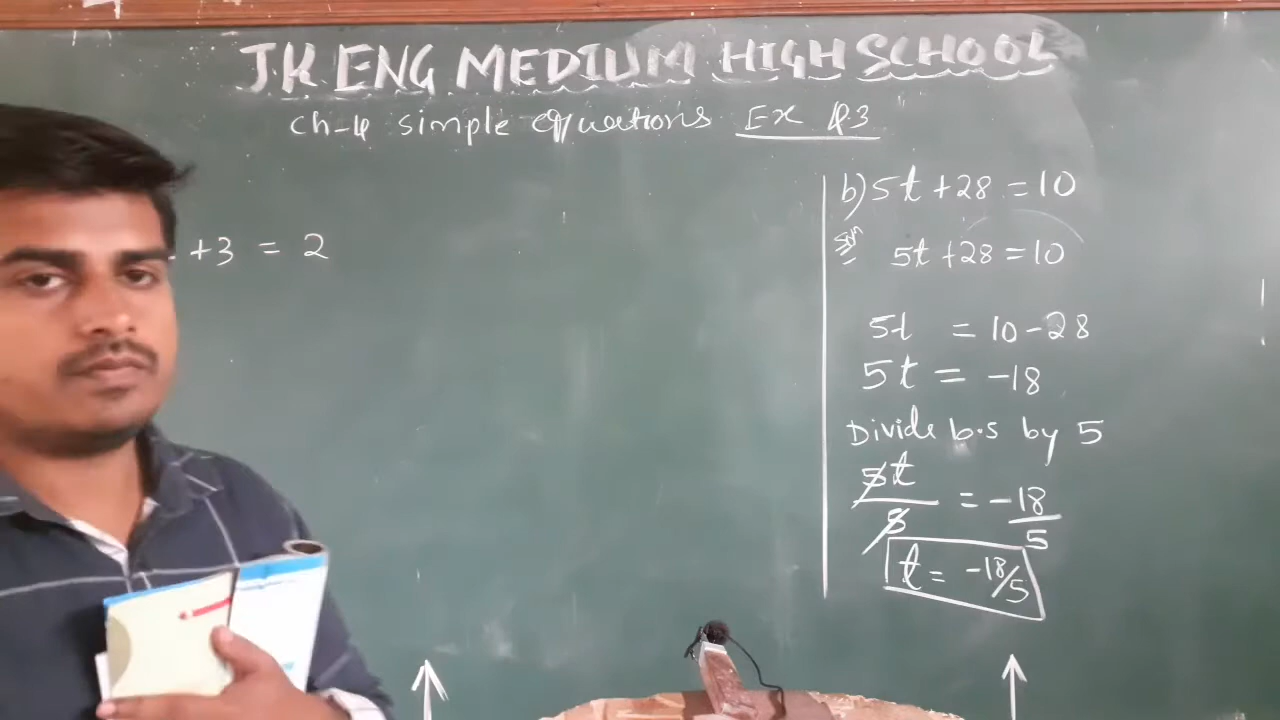 J.K ENG MEDIUM HIGH SCHOOL
Ch-4 simple equations Ex 4.3
+3 = 2
b) 5t + 28 = 10
Soln
5t + 28 = 10
5t = 10 - 28
5t = -18
Divide b.s by 5
5t/5 = -18/5
t = -18/5